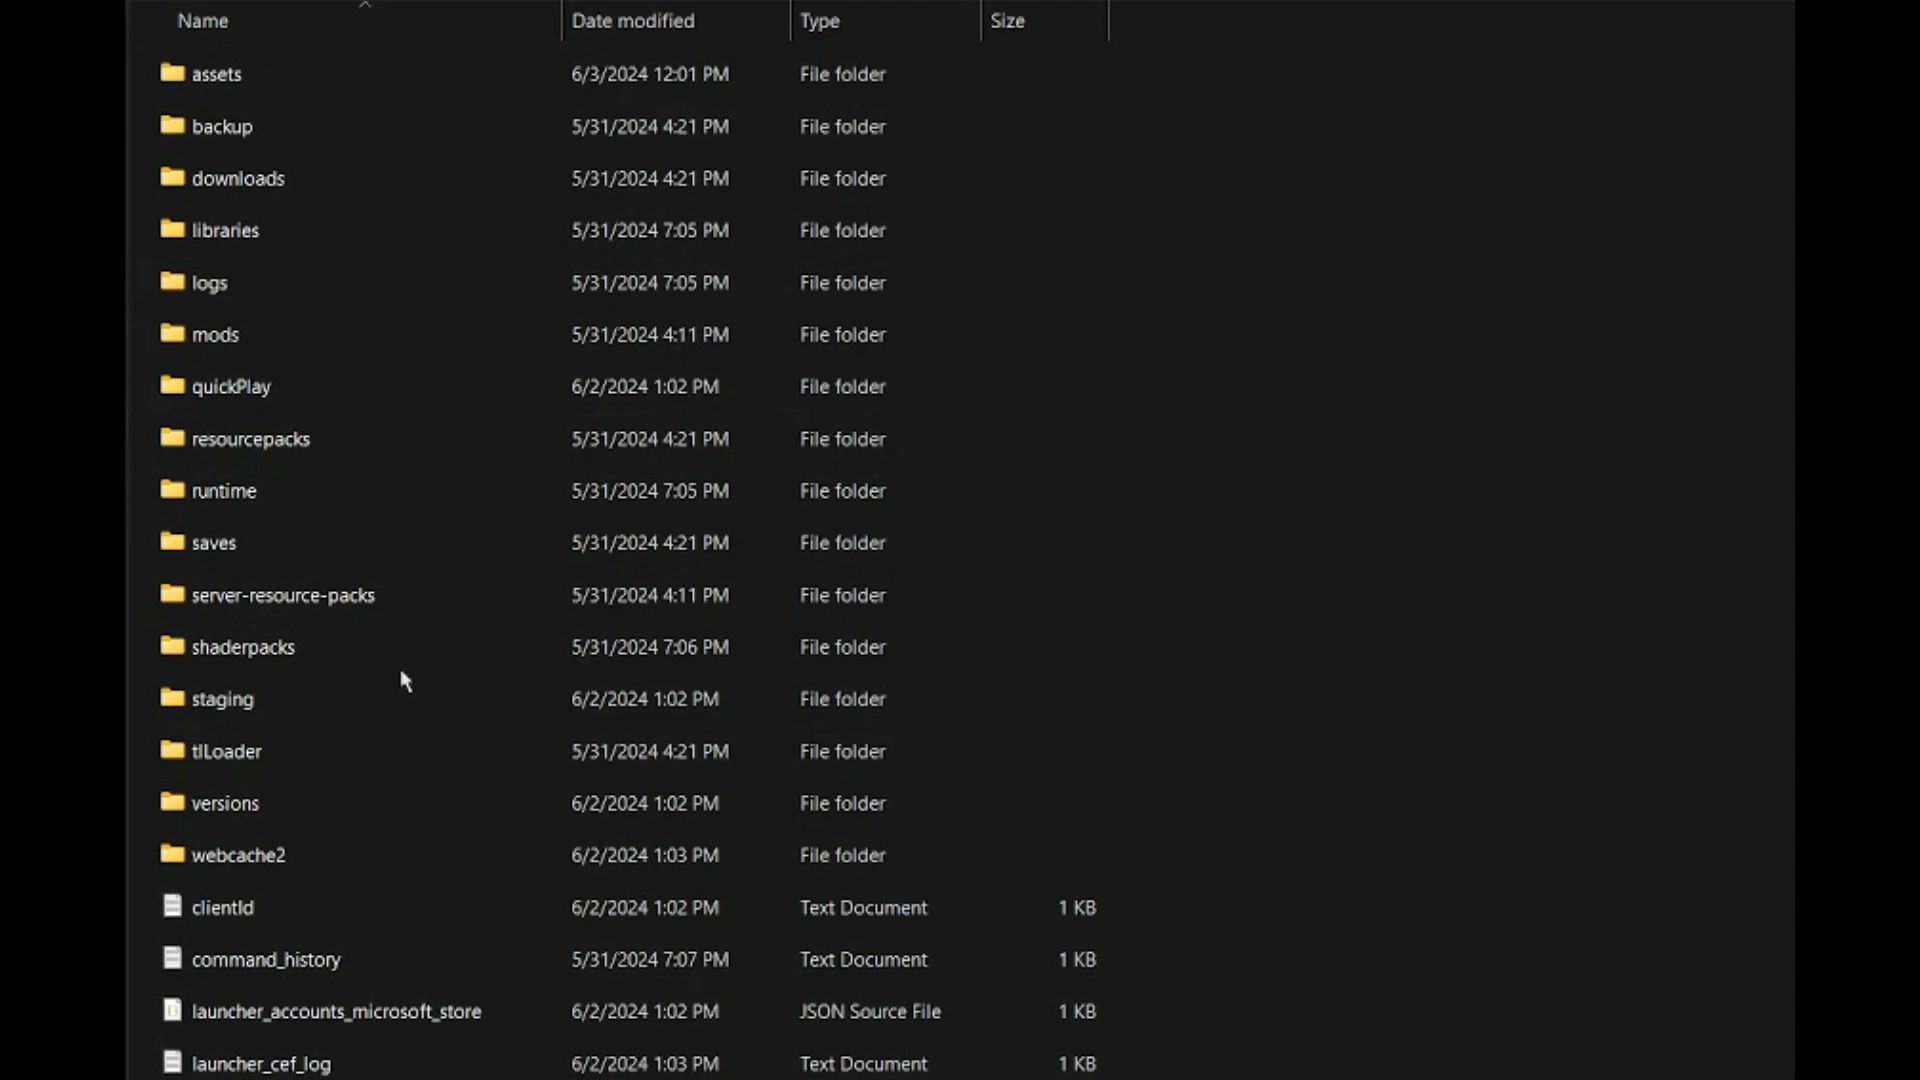 Name Date modified Type Size
assets 6/3/2024 12:01 PM File folder
backup 5/31/2024 4:21 PM File folder
downloads 5/31/2024 4:21 PM File folder
libraries 5/31/2024 7:05 PM File folder
logs 5/31/2024 7:05 PM File folder
mods 5/31/2024 4:11 PM File folder
quickPlay 6/2/2024 1:02 PM File folder
resourcepacks 5/31/2024 4:21 PM File folder
runtime 5/31/2024 7:05 PM File folder
saves 5/31/2024 4:21 PM File folder
server-resource-packs 5/31/2024 4:11 PM File folder
shaderpacks 5/31/2024 7:06 PM File folder
staging 6/2/2024 1:02 PM File folder
tlLoader 5/31/2024 4:21 PM File folder
versions 6/2/2024 1:02 PM File folder
webcache2 6/2/2024 1:03 PM File folder
clientId 6/2/2024 1:02 PM Text Document 1 KB
command_history 5/31/2024 7:07 PM Text Document 1 KB
launcher_accounts_microsoft_store 6/2/2024 1:02 PM JSON Source File 1 KB
launcher_cef_log 6/2/2024 1:03 PM Text Document 1 KB